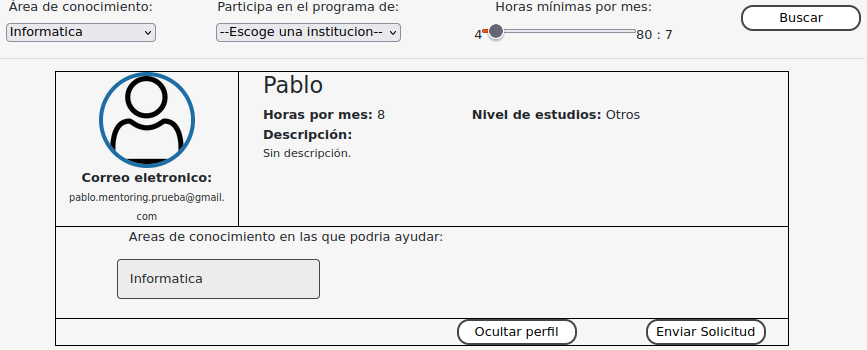 Área de conocimiento: Participa en el programa de: Horas mínimas por mes:
Informatica --Escoge una institucion-- 4 80 : 7 Buscar
Pablo
Horas por mes: 8 Nivel de estudios: Otros
Descripción:
Sin descripción.
Correo eletronico:
pablo.mentoring.prueba@gmail.
com
Areas de conocimiento en las que podria ayudar:
Informatica
Ocultar perfil Enviar Solicitud